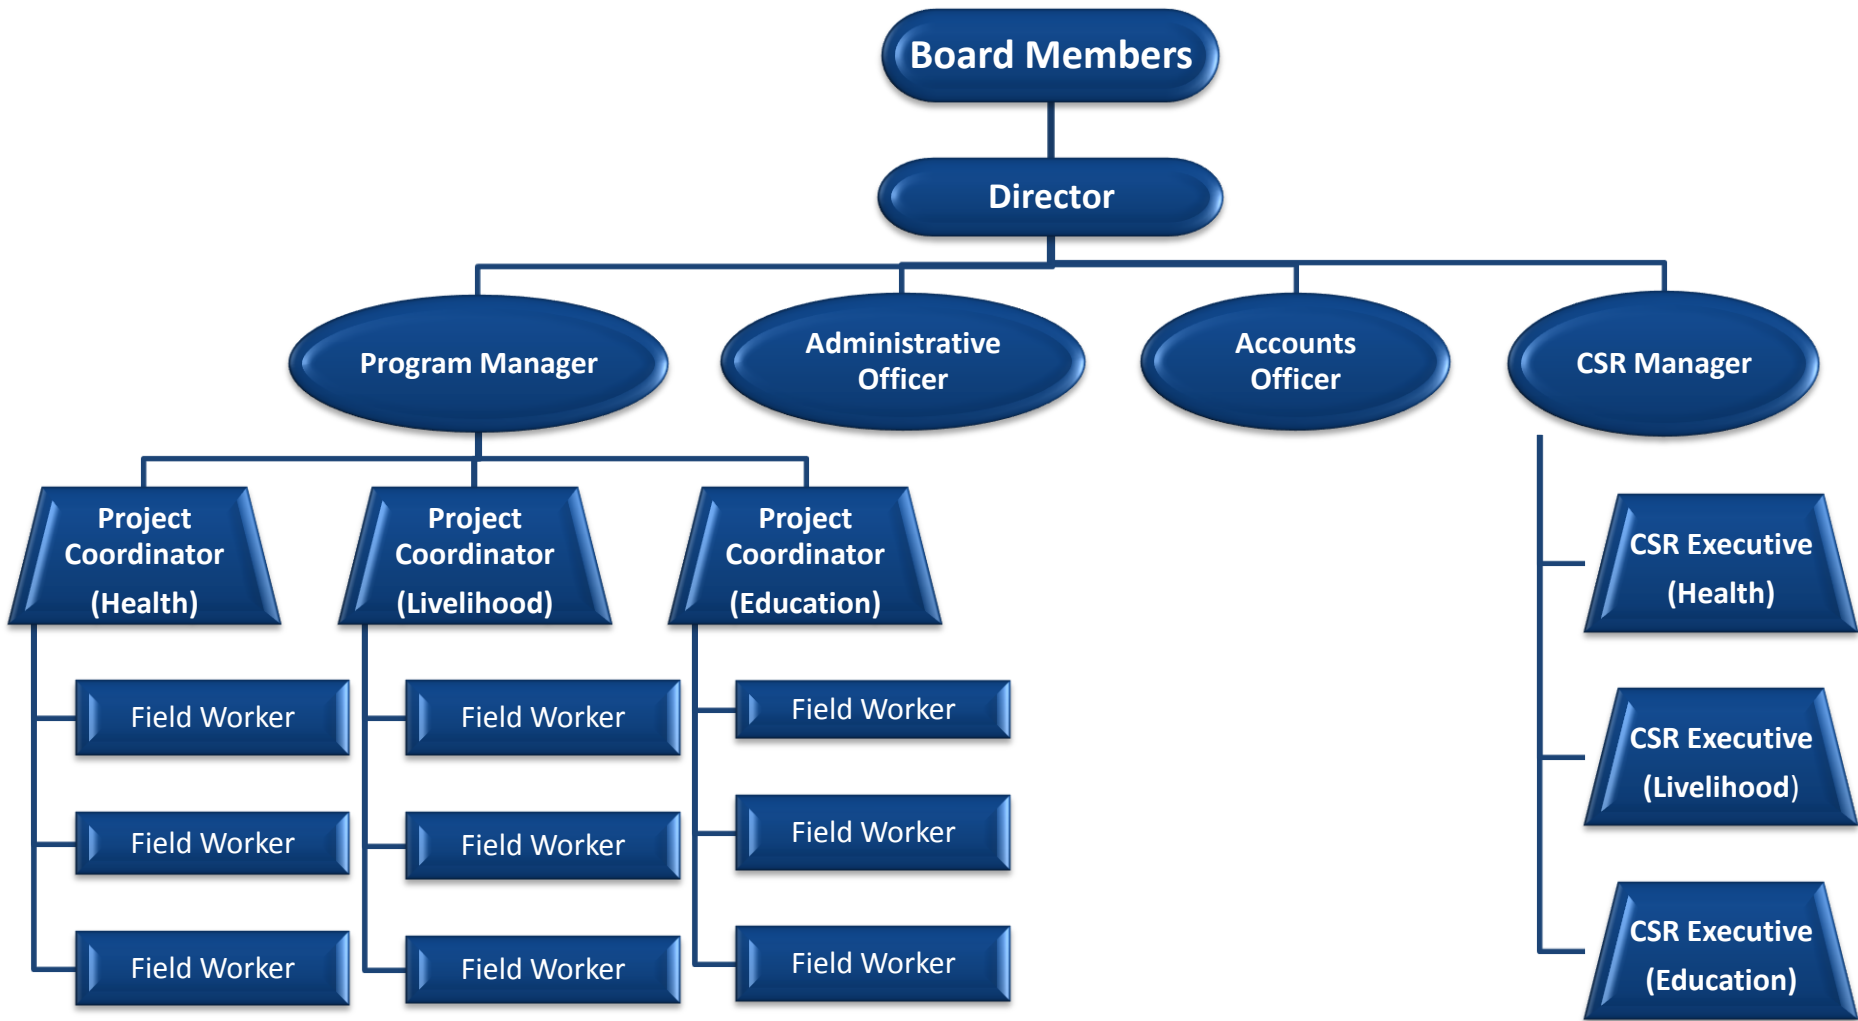 Board Members
Director
Program Manager
Administrative
Officer
Accounts
Officer
CSR Manager
Project
Coordinator
(Health)
Project
Coordinator
(Livelihood)
Project
Coordinator
(Education)
Field Worker
Field Worker
Field Worker
Field Worker
Field Worker
Field Worker
Field Worker
Field Worker
Field Worker
CSR Executive
(Health)
CSR Executive
(Livelihood)
CSR Executive
(Education)